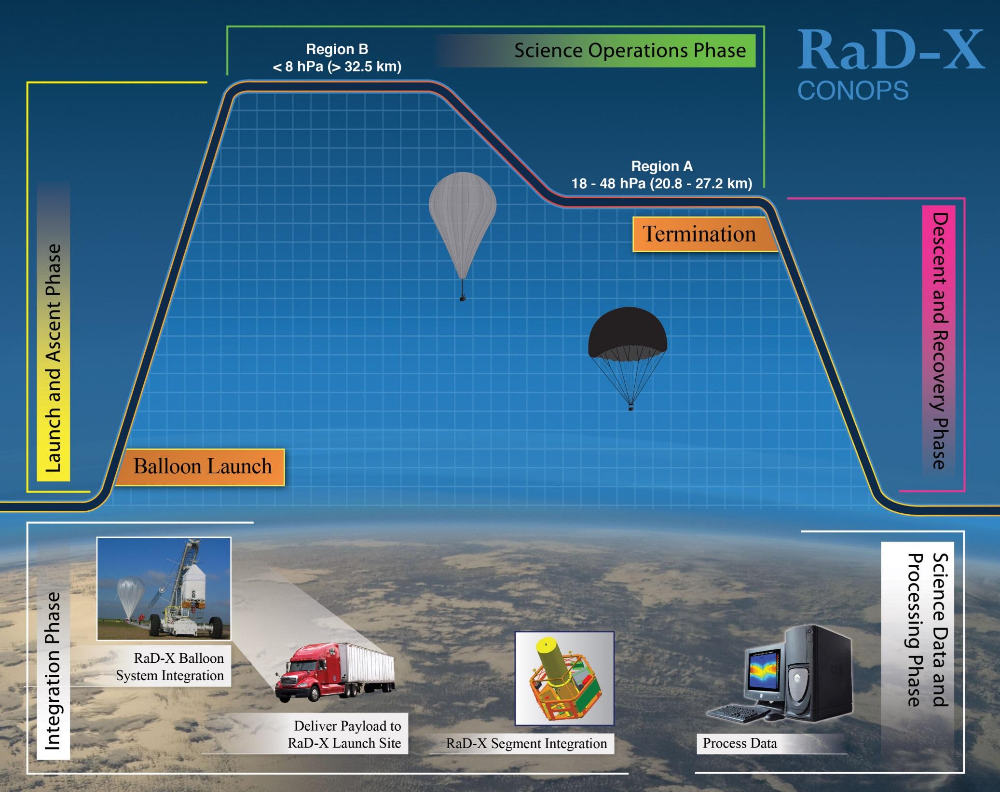 RaD-X
CONOPS
Science Operations Phase
Region B
< 8 hPa (> 32.5 km)
Region A
18 - 48 hPa (20.8 - 27.2 km)
Termination
Launch and Ascent Phase
Descent and Recovery Phase
Balloon Launch
Integration Phase
RaD-X Balloon
System Integration
Deliver Payload to
RaD-X Launch Site
RaD-X Segment Integration
Process Data
Science Data and
Processing Phase